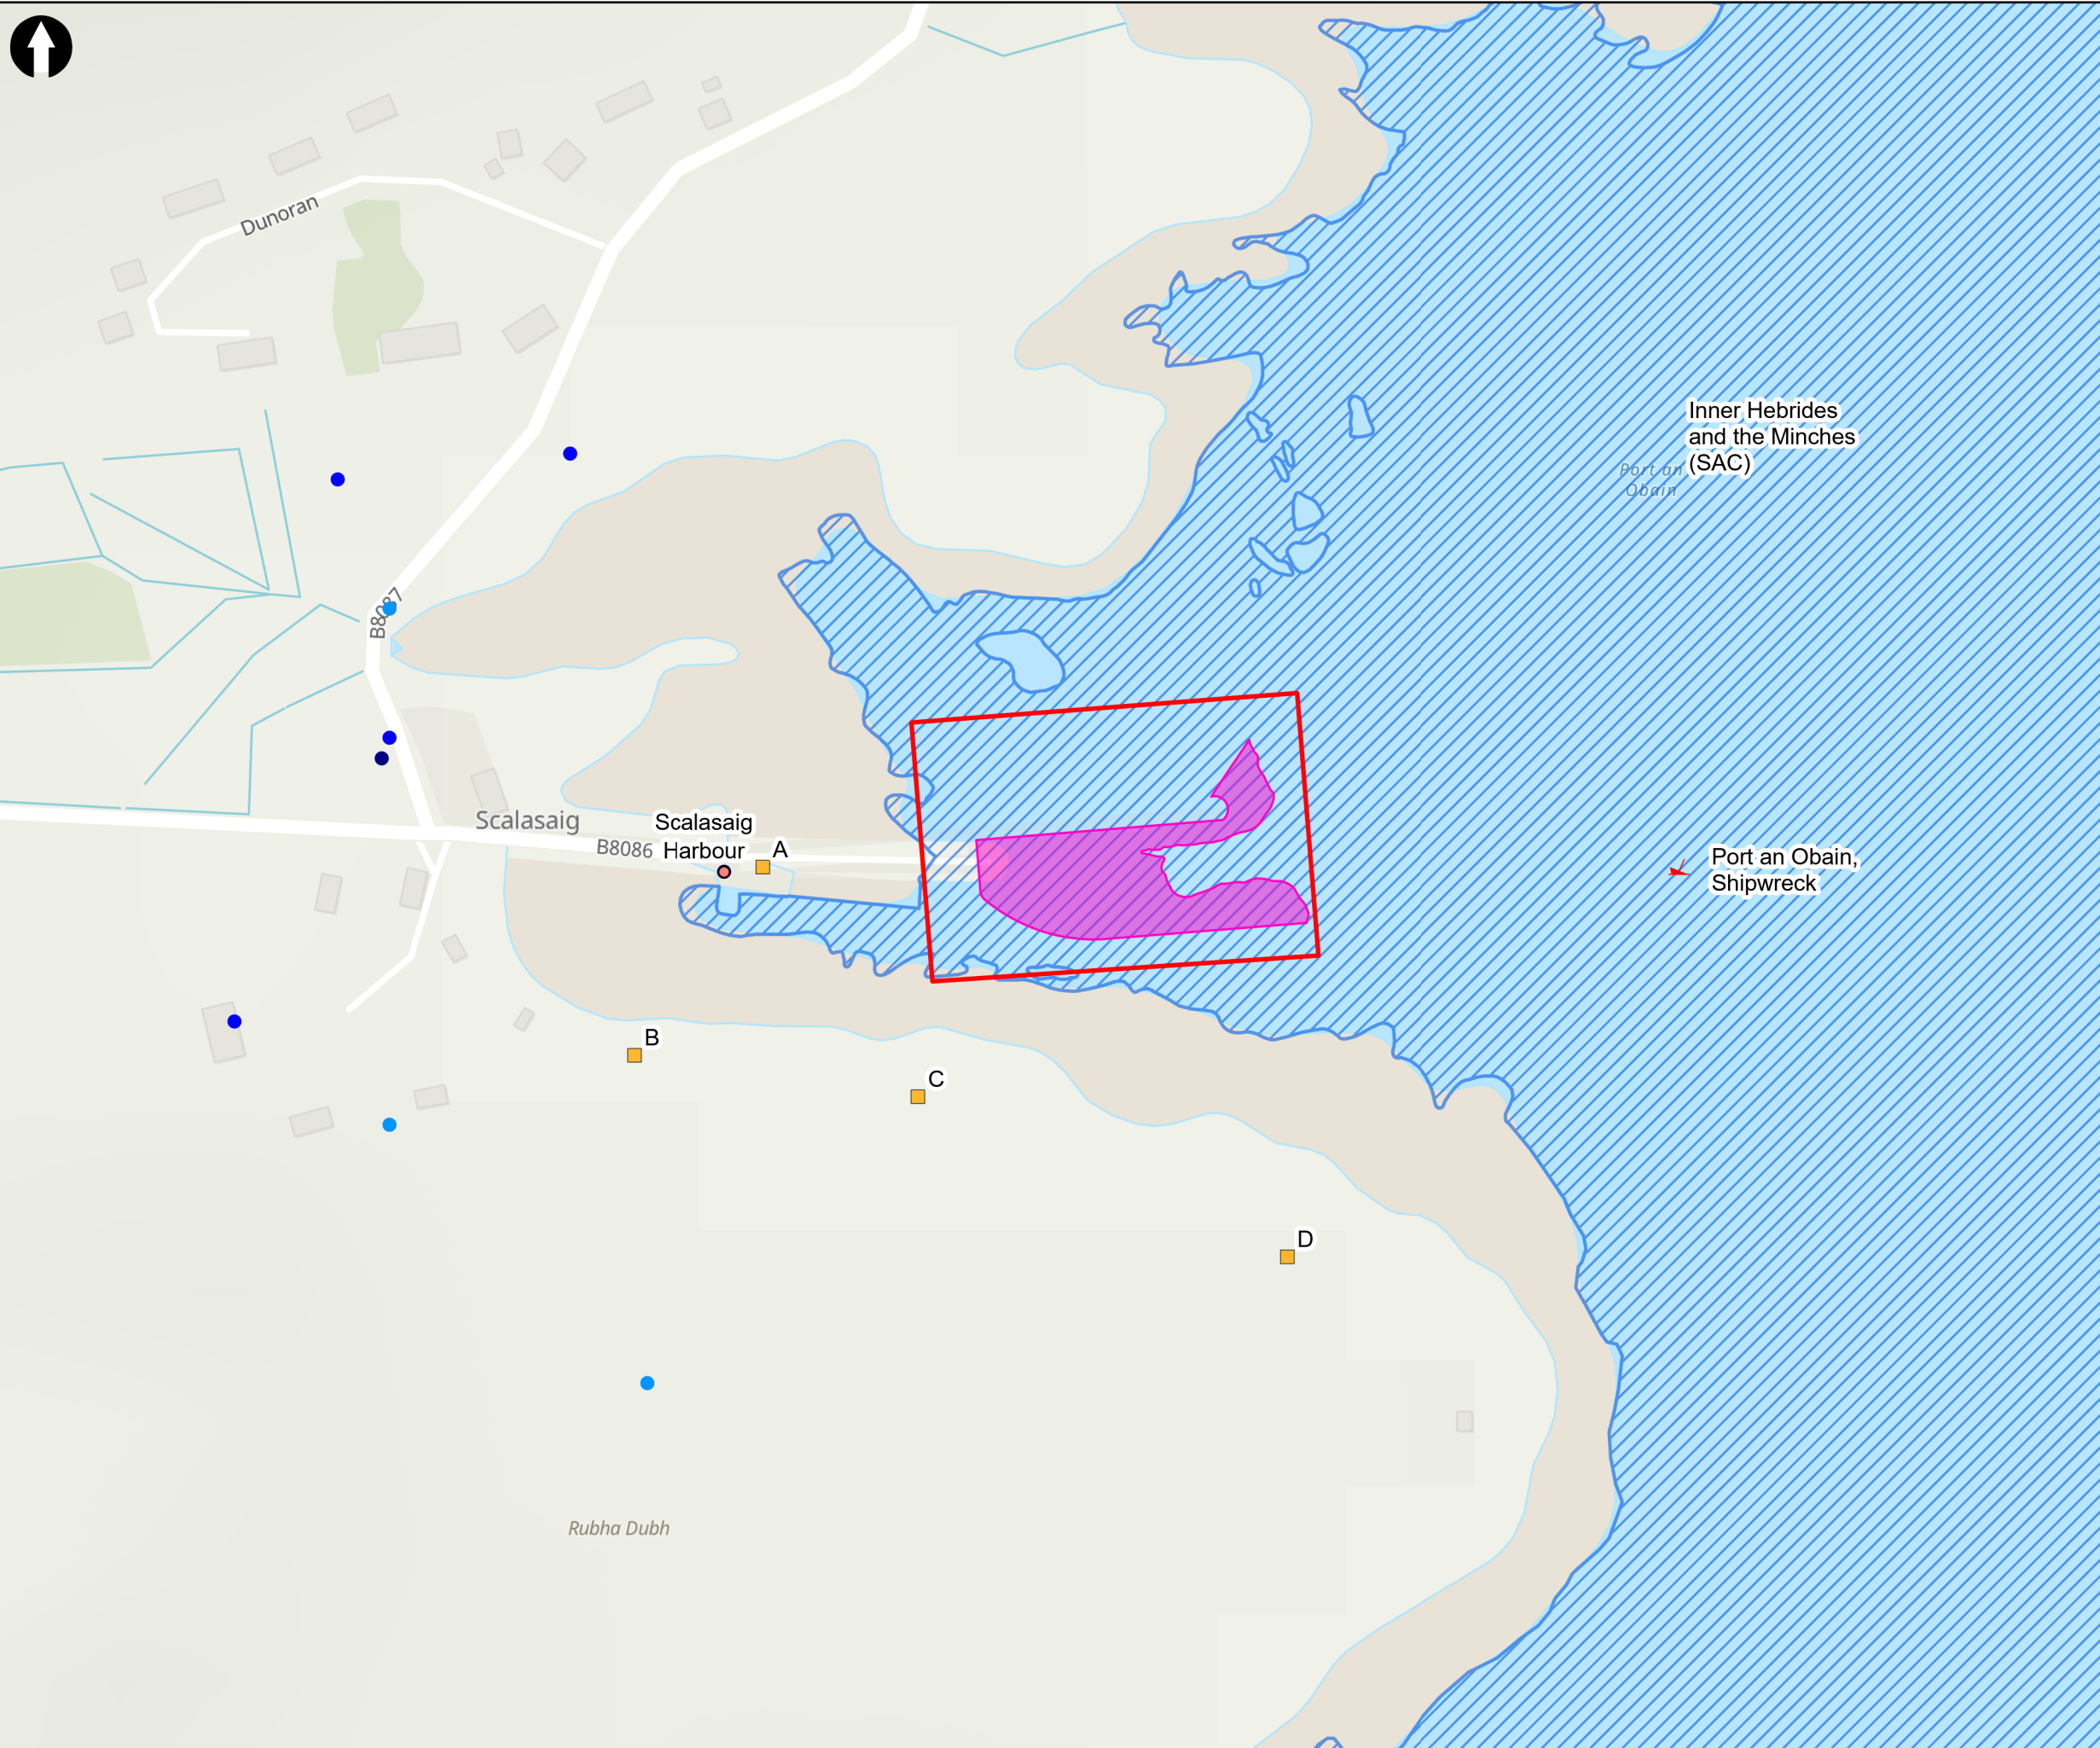 Dunoran
Inner Hebrides
and the Minches
(SAC)
Port an
Obain
B8087
Scalasaig
B8086
Scalasaig
Harbour
A
Port an Obain,
Shipwreck
B
C
D
Rubha Dubh